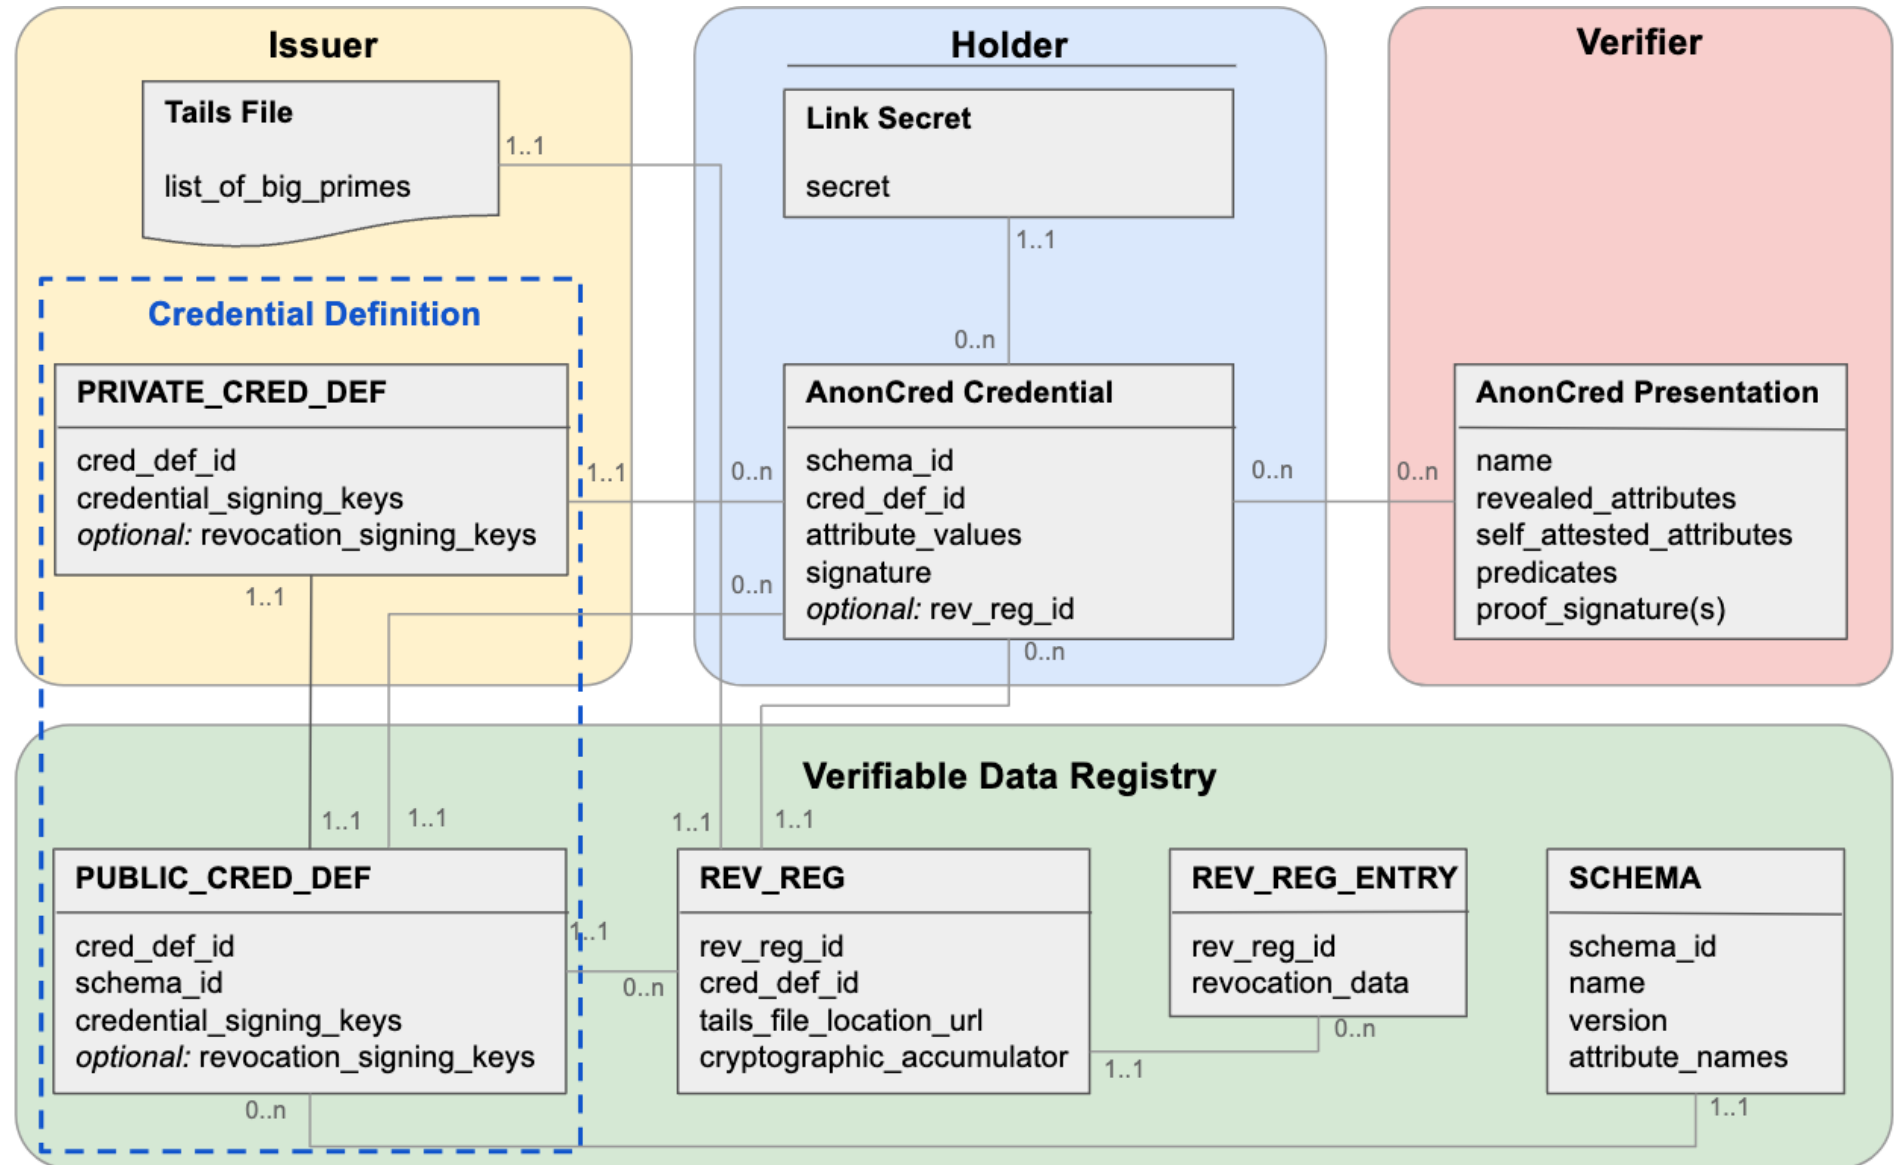 Issuer
Tails File
list_of_big_primes
1..1
Credential Definition
PRIVATE_CRED_DEF
cred_def_id
credential_signing_keys
optional: revocation_signing_keys
1..1
1..1
Holder
Link Secret
secret
1..1
0..n
AnonCred Credential
schema_id
cred_def_id
attribute_values
signature
optional: rev_reg_id
0..n
0..n
0..n
0..n
Verifier
AnonCred Presentation
name
revealed_attributes
self_attested_attributes
predicates
proof_signature(s)
0..n
Verifiable Data Registry
1..1
1..1
1..1
1..1
PUBLIC_CRED_DEF
cred_def_id
schema_id
credential_signing_keys
optional: revocation_signing_keys
1..1
0..n
0..n
REV_REG
rev_reg_id
cred_def_id
tails_file_location_url
cryptographic_accumulator
1..1
REV_REG_ENTRY
rev_reg_id
revocation_data
0..n
SCHEMA
schema_id
name
version
attribute_names
1..1